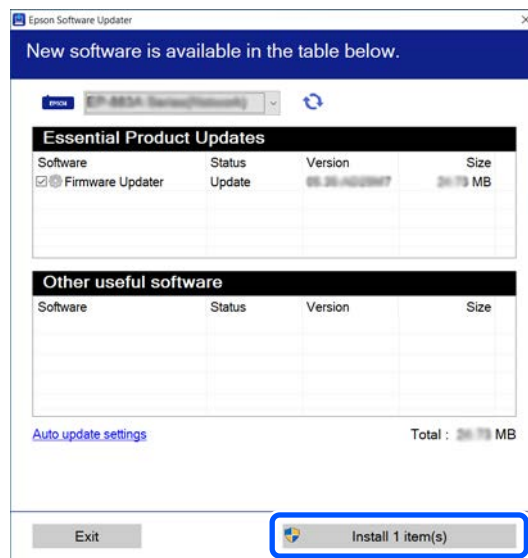 Epson Software Updater
New software is available in the table below.
EPSON
Essential Product Updates
Software Status Version Size
Firmware Updater Update MB
Other useful software
Software Status Version Size
Auto update settings Total : MB
Exit Install 1 item(s)